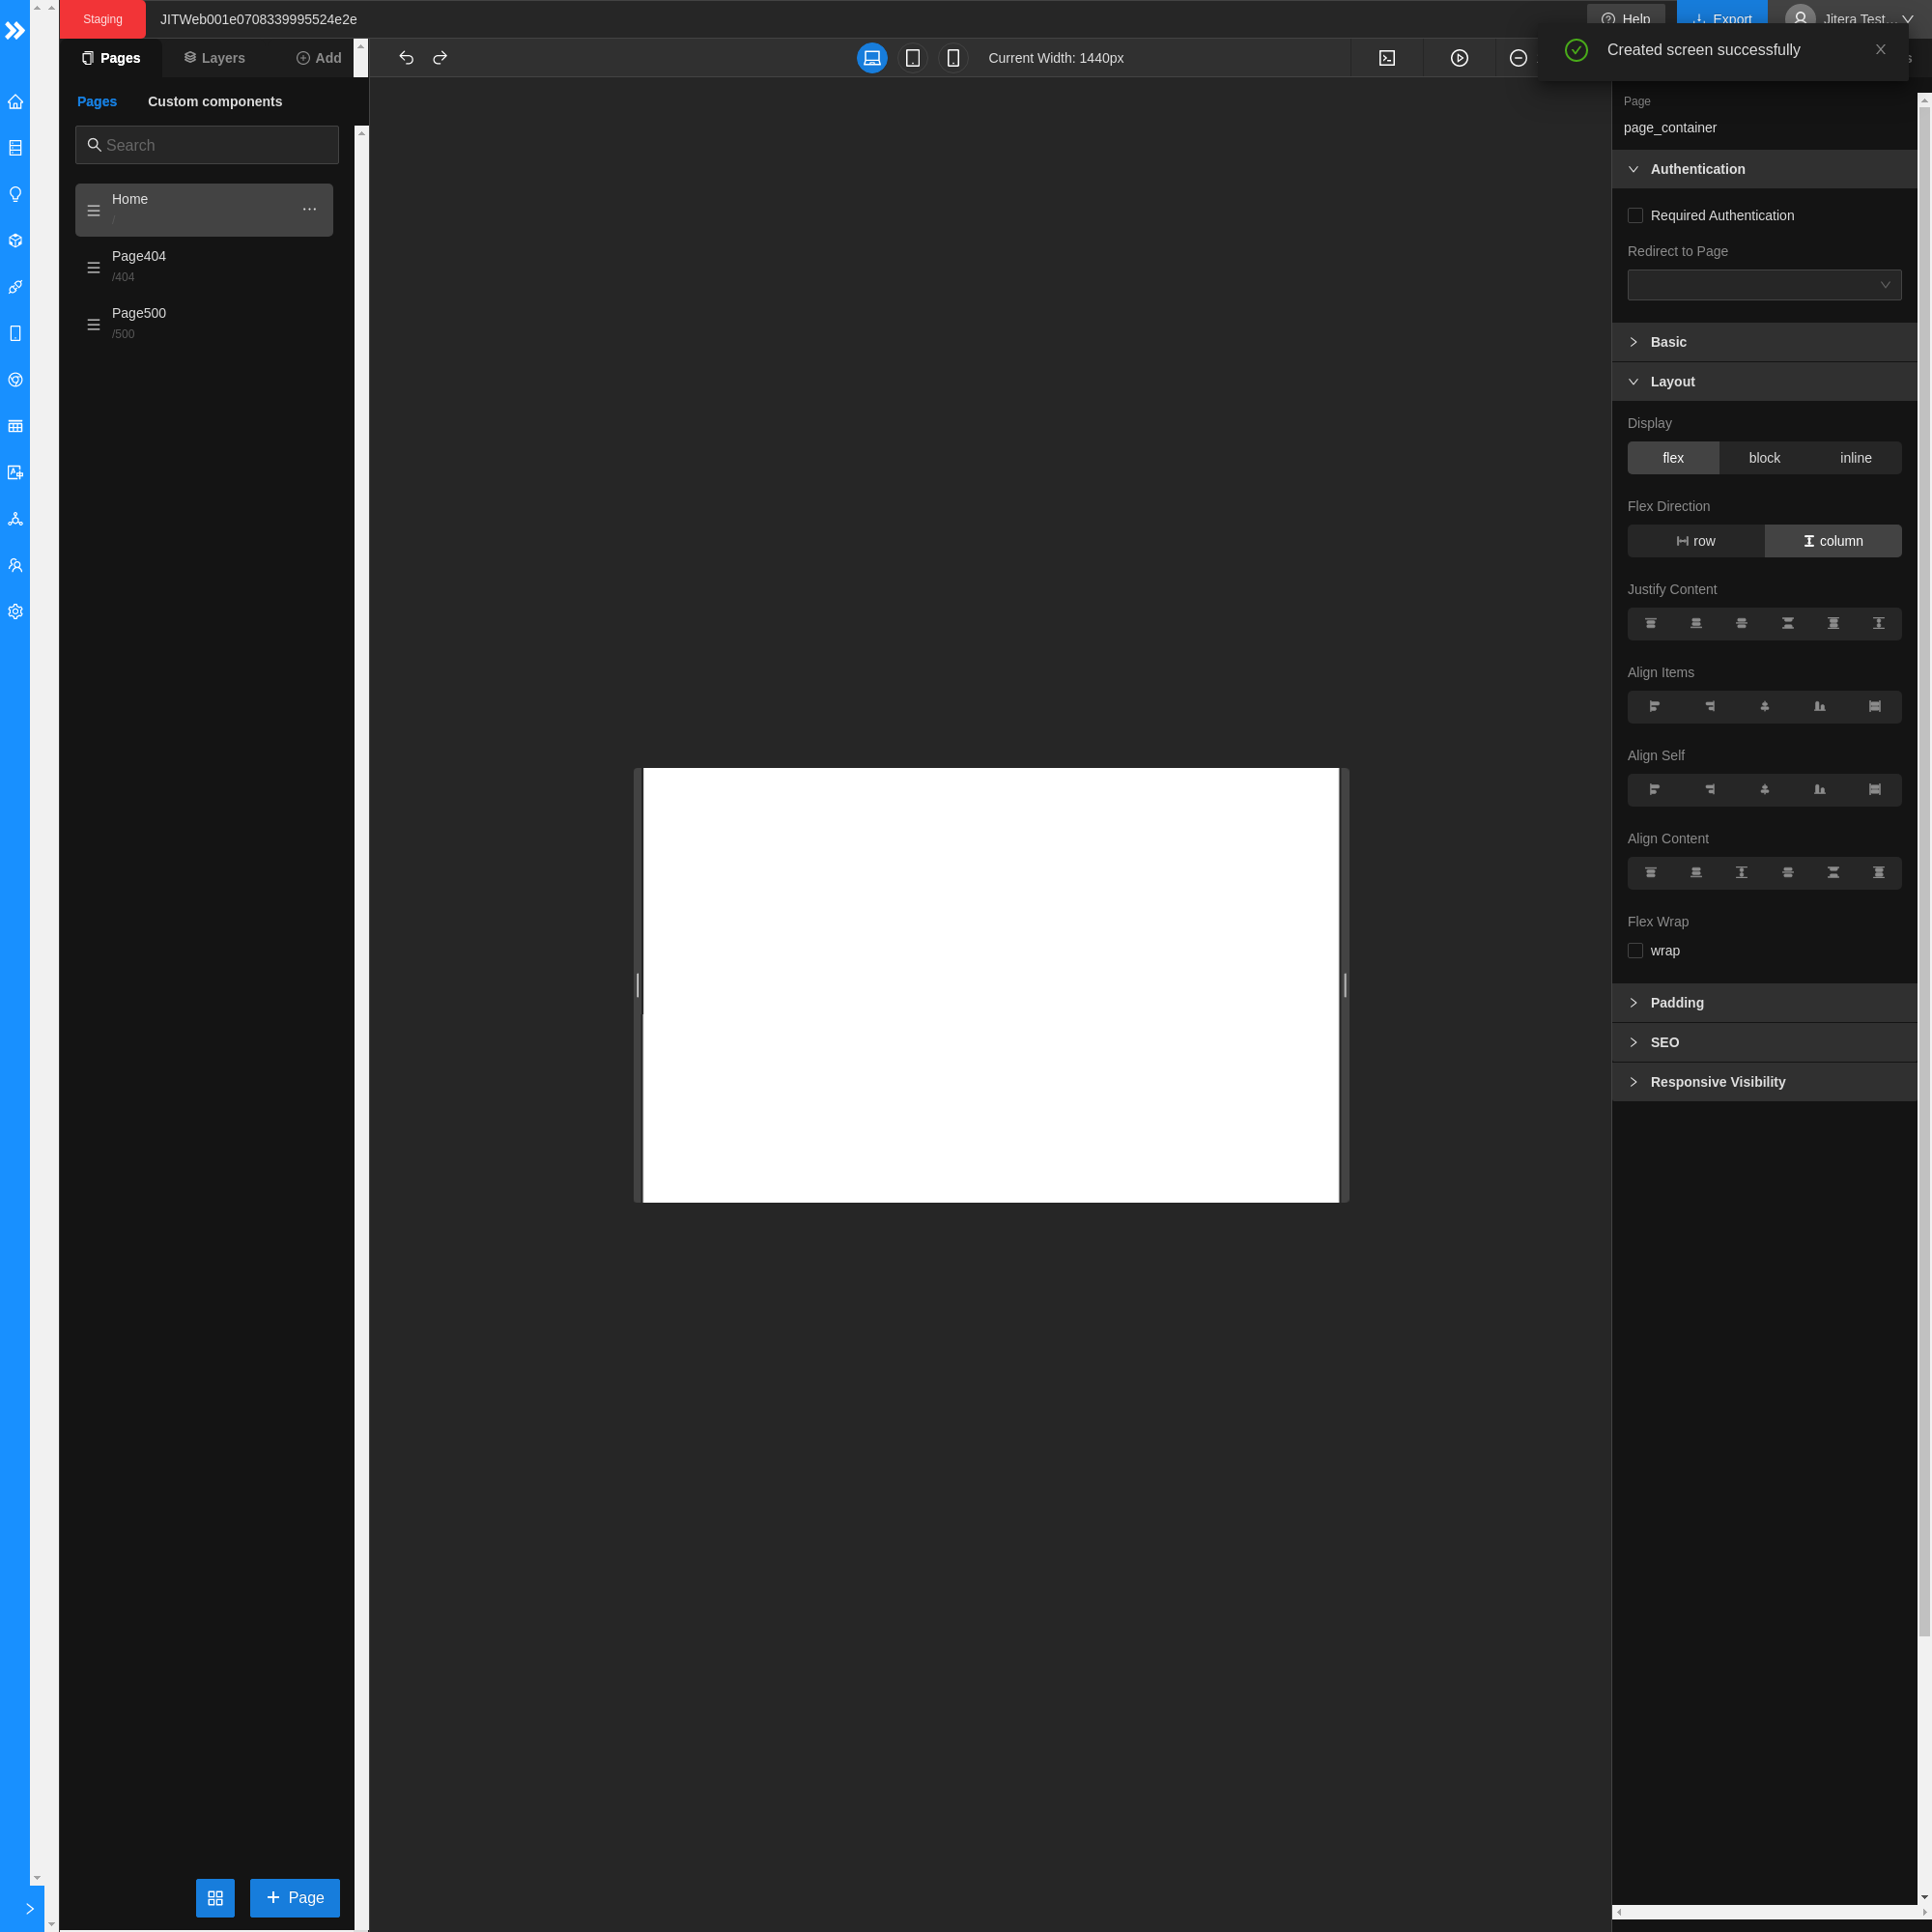 Staging
JITWeb001e0708339995524e2e
Help
Export
Jitera Test...
Created screen successfully
Pages
Layers
Add
Current Width: 1440px
Pages
Custom components
Search
Home
/
Page404
/404
Page500
/500
Page
page_container
Authentication
Required Authentication
Redirect to Page
Basic
Layout
Display
flex
block
inline
Flex Direction
row
column
Justify Content
Align Items
Align Self
Align Content
Flex Wrap
wrap
Padding
SEO
Responsive Visibility
Page